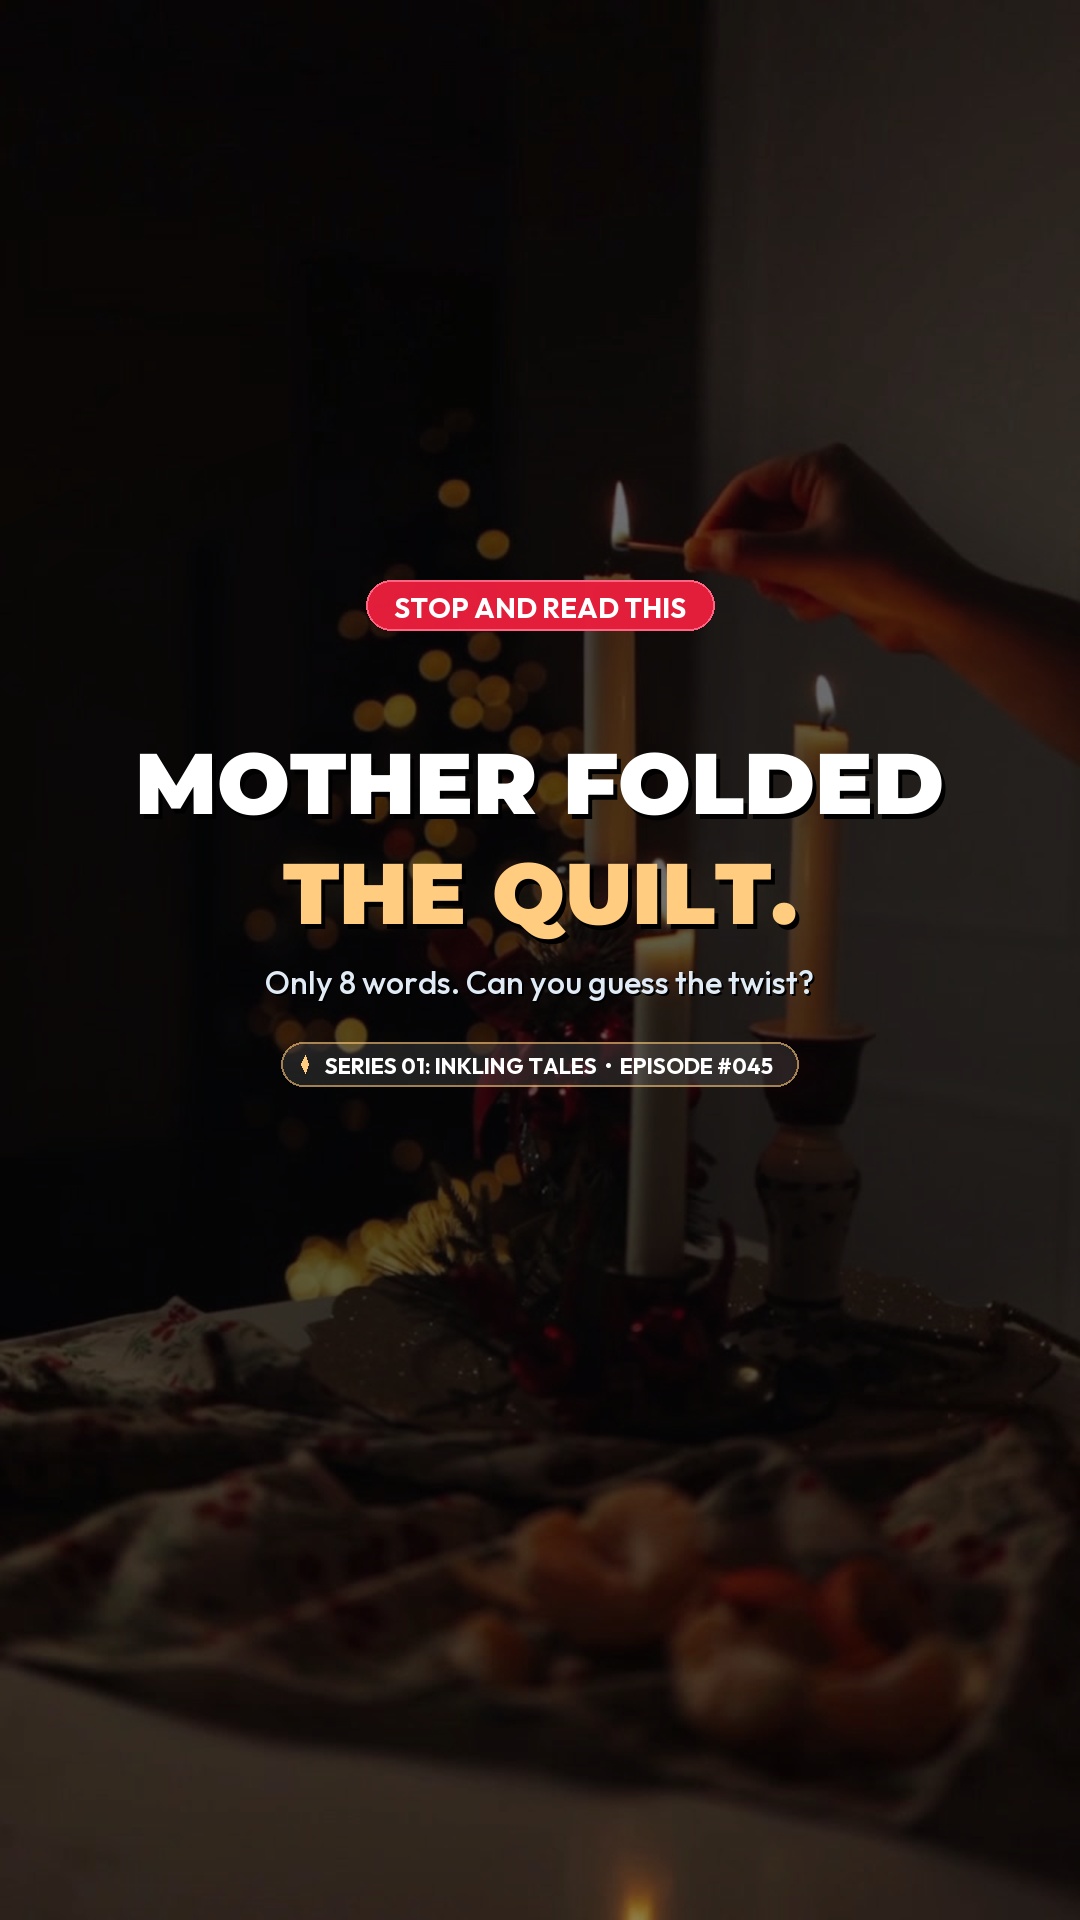 STOP AND READ THIS
MOTHER FOLDED
THE QUILT.
Only 8 words. Can you guess the twist?
SERIES 01: INKLING TALES • EPISODE #045